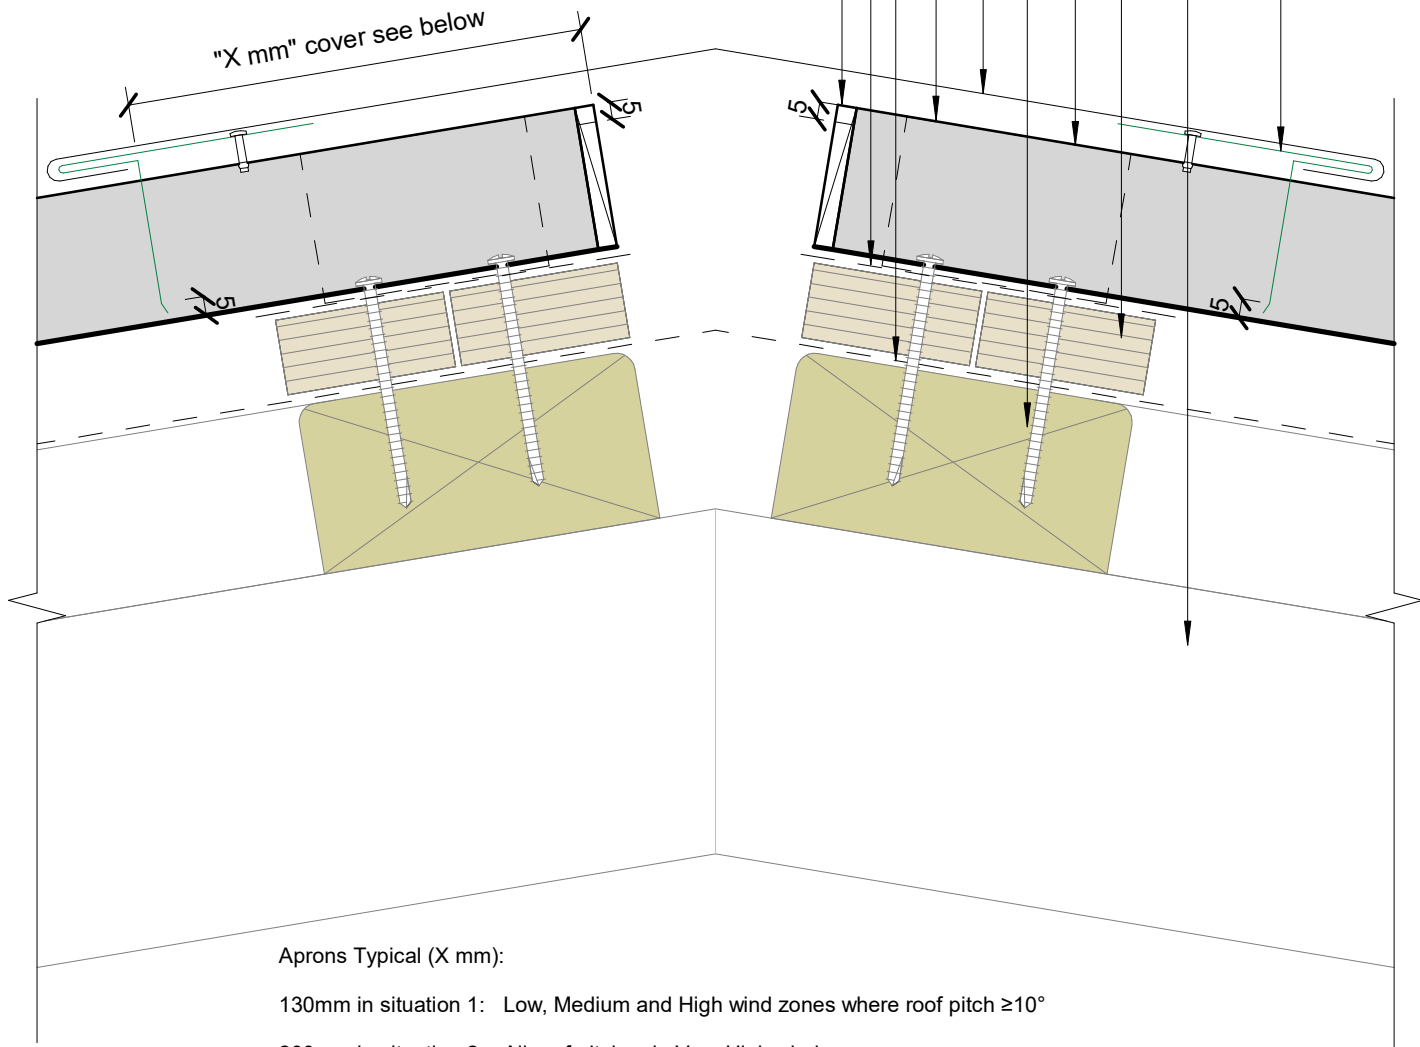 "X mm" cover see below
5
5
5
5
Aprons Typical (X mm):
130mm in situation 1: Low, Medium and High wind zones where roof pitch ≥10°